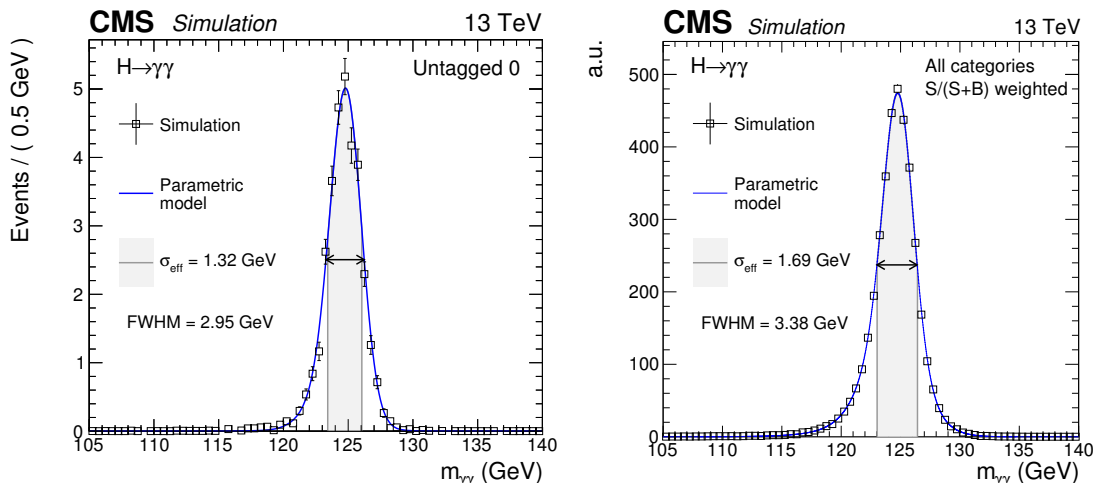 CMS Simulation 13 TeV
Events / ( 0.5 GeV )
H→γγ
Untagged 0
Simulation
Parametric
model
σeff = 1.32 GeV
FWHM = 2.95 GeV
5
4
3
2
1
0
105 110 115 120 125 130 135 140
mγγ (GeV)
CMS Simulation 13 TeV
a.u.
H→γγ
All categories
S/(S+B) weighted
Simulation
Parametric
model
σeff = 1.69 GeV
FWHM = 3.38 GeV
500
400
300
200
100
0
105 110 115 120 125 130 135 140
mγγ (GeV)